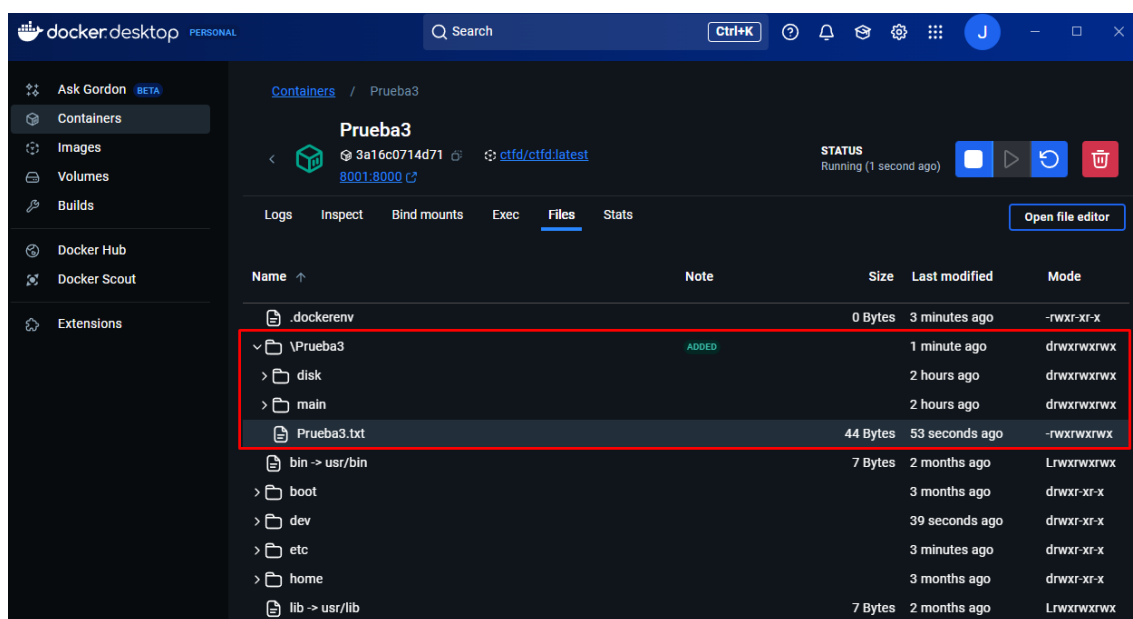 docker.desktop PERSONAL
Search
Ctrl+K
J
Ask Gordon BETA
Containers
Images
Volumes
Builds
Docker Hub
Docker Scout
Extensions
Containers / Prueba3
Prueba3
3a16c0714d71 ctfd/ctfd:latest
8001:8000
STATUS
Running (1 second ago)
Logs Inspect Bind mounts Exec Files Stats
Open file editor
Name Note Size Last modified Mode
.dockerenv 0 Bytes 3 minutes ago -rwxr-xr-x
\Prueba3 ADDED 1 minute ago drwxrwxrwx
disk 2 hours ago drwxrwxrwx
main 2 hours ago drwxrwxrwx
Prueba3.txt 44 Bytes 53 seconds ago -rwxrwxrwx
bin -> usr/bin 7 Bytes 2 months ago Lrwxrwxrwx
boot 3 months ago drwxr-xr-x
dev 39 seconds ago drwxr-xr-x
etc 3 minutes ago drwxr-xr-x
home 3 months ago drwxr-xr-x
lib -> usr/lib 7 Bytes 2 months ago Lrwxrwxrwx